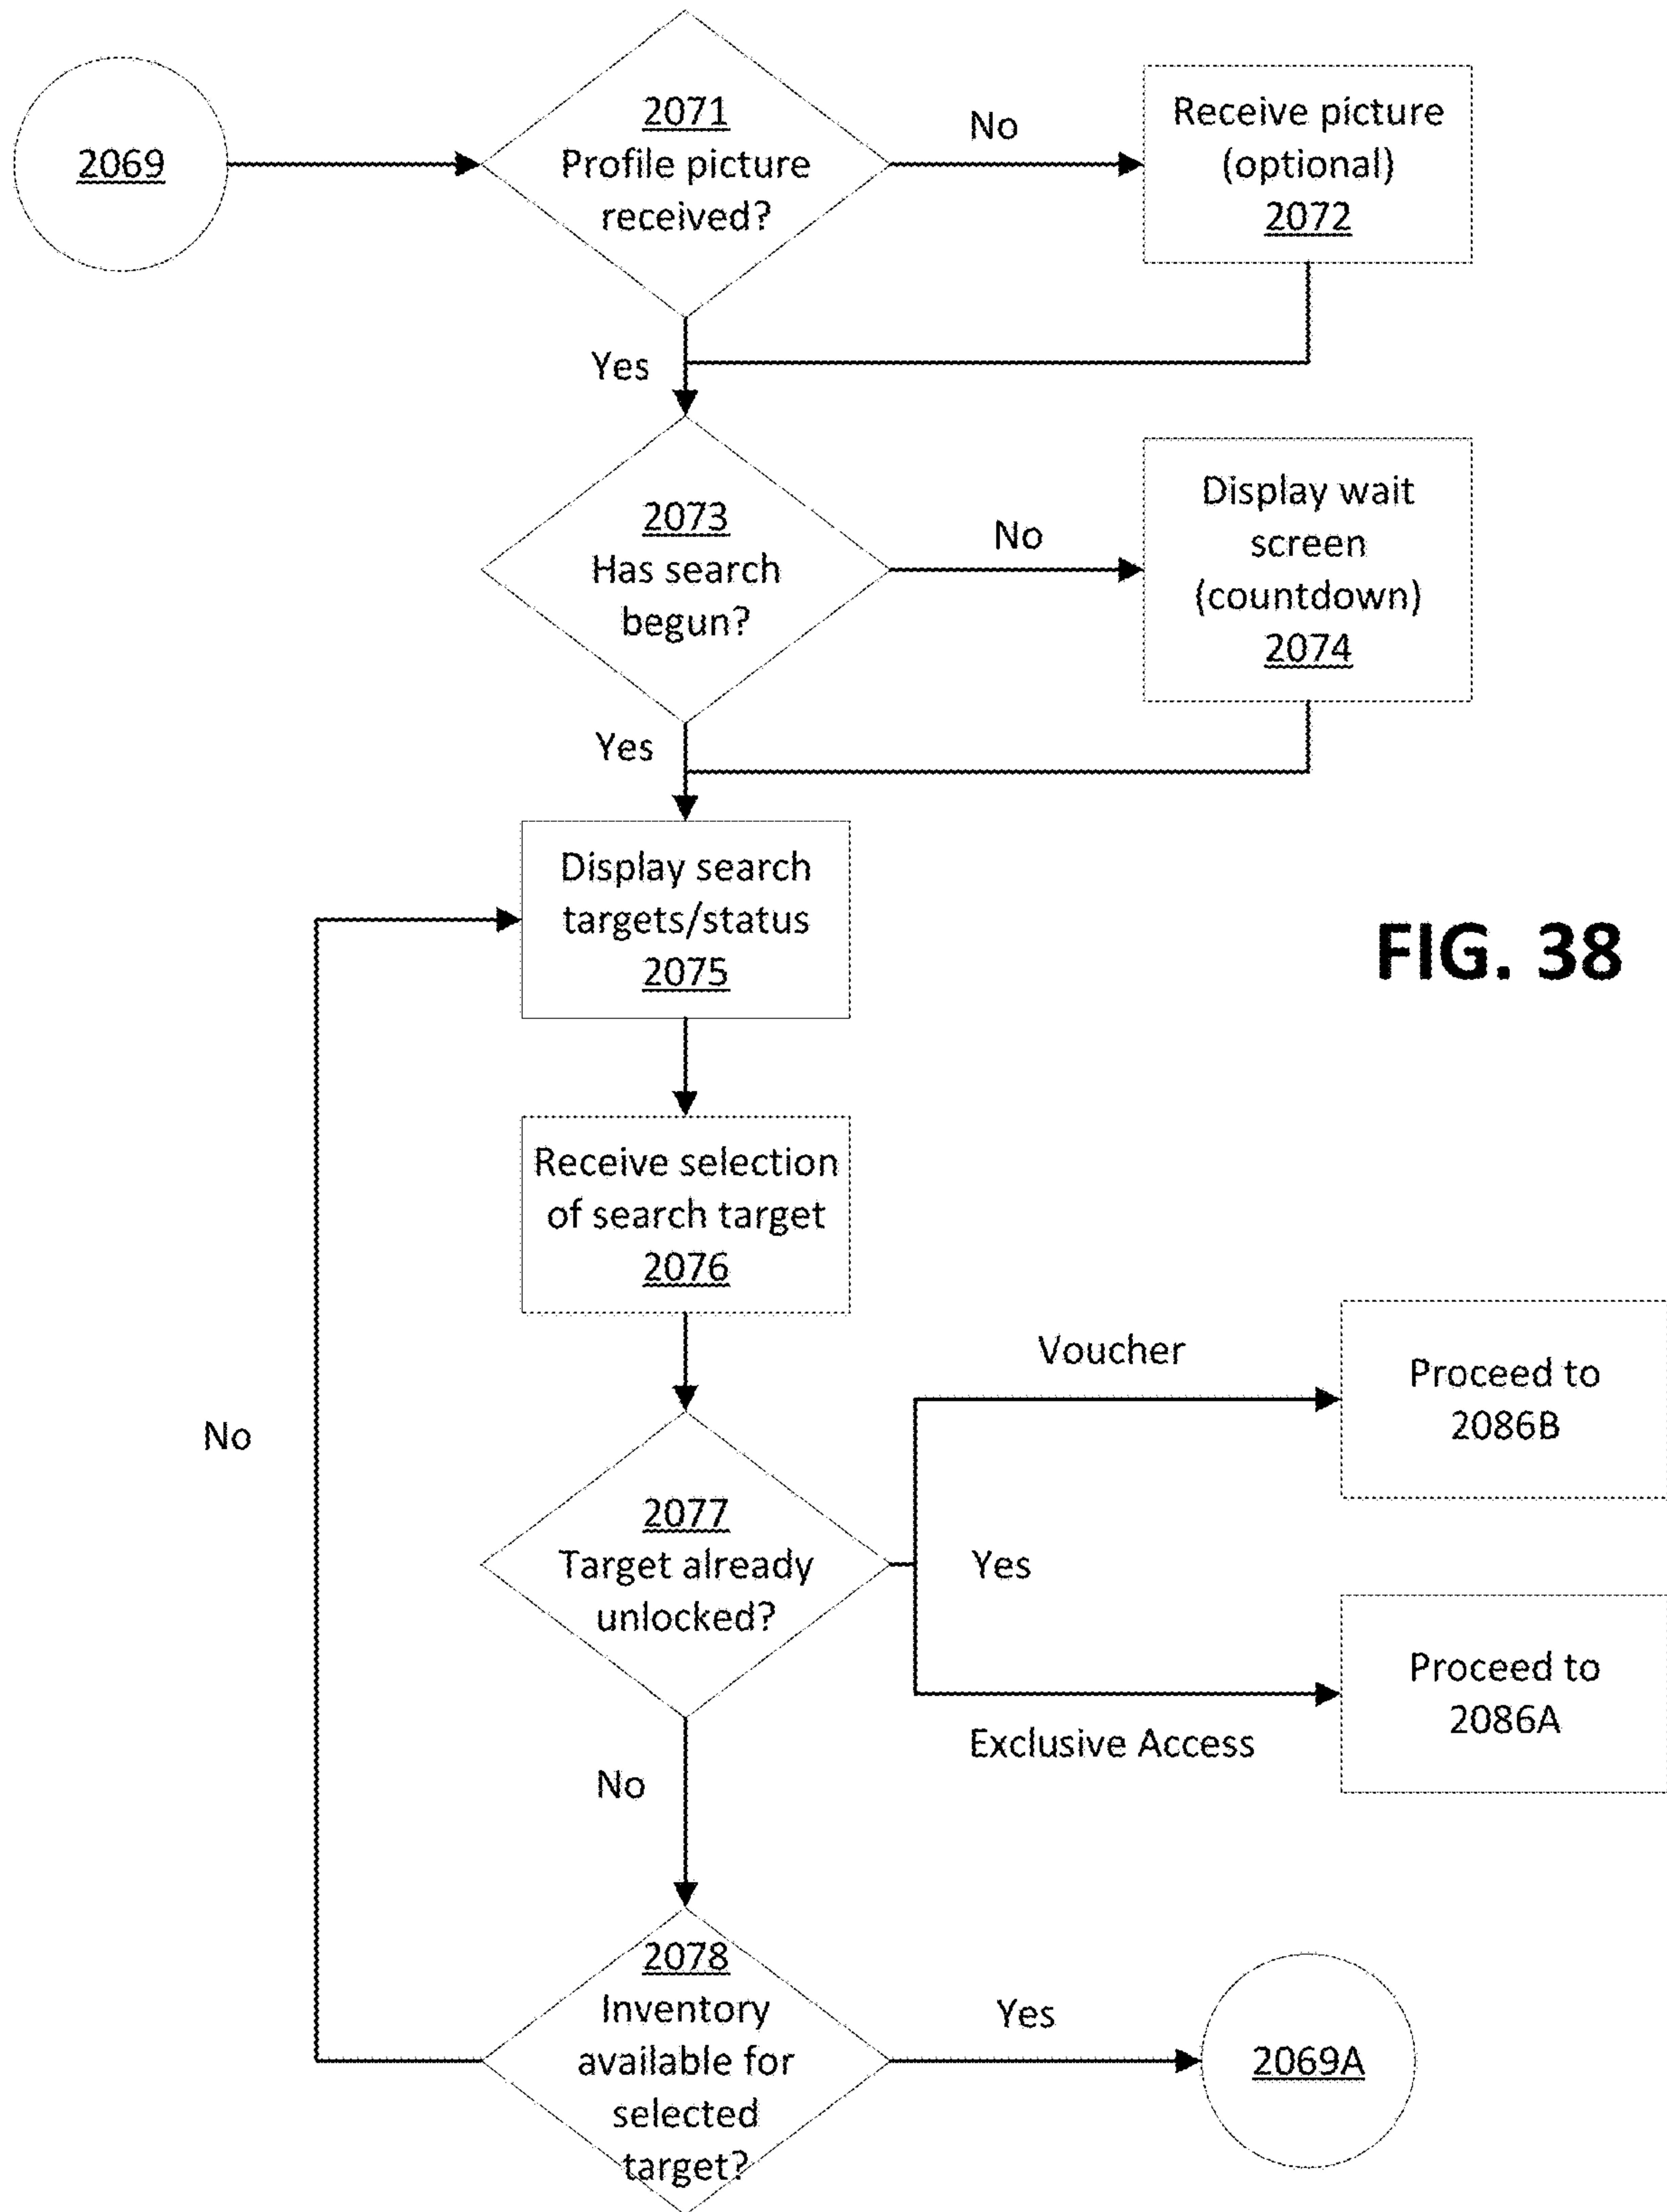 2069
2071
Profile picture
received?
No
Receive picture
(optional)
2072
Yes
2073
Has search
begun?
No
Display wait
screen
(countdown)
2074
Yes
Display search
targets/status
2075
FIG. 38
Receive selection
of search target
2076
Voucher
Proceed to
2086B
No
2077
Target already
unlocked?
Yes
Proceed to
2086A
Exclusive Access
No
2078
Inventory
available for
selected
target?
Yes
2069A